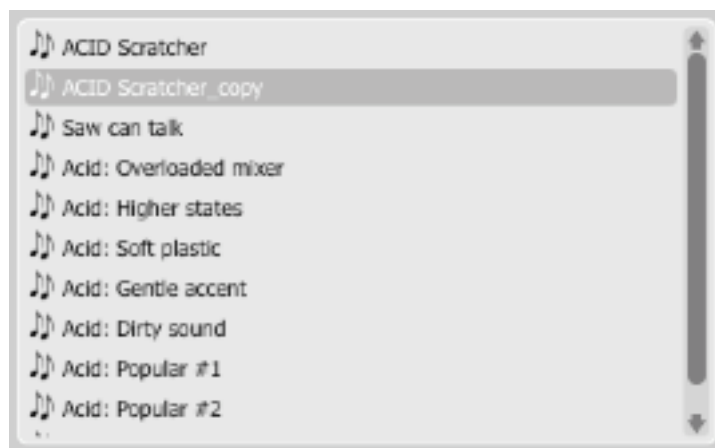 ACID Scratcher
ACID Scratcher_copy
Saw can talk
Acid: Overloaded mixer
Acid: Higher states
Acid: Soft plastic
Acid: Gentle accent
Acid: Dirty sound
Acid: Popular #1
Acid: Popular #2